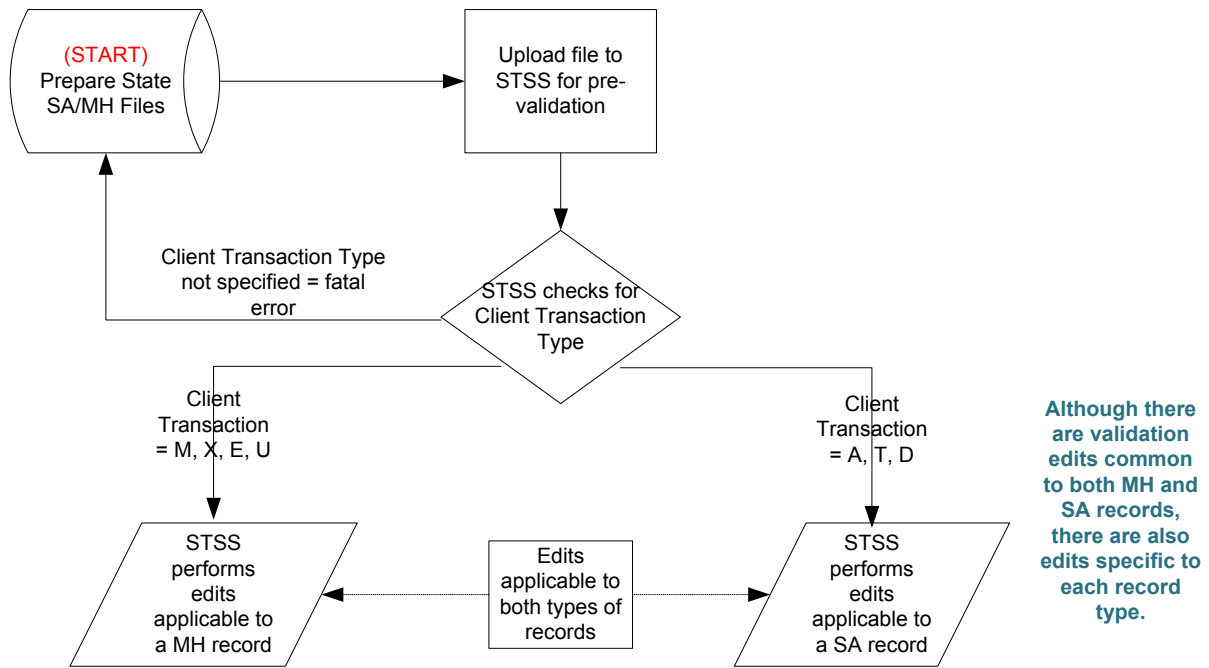 (START)
Prepare State
SA/MH Files
Upload file to
STSS for pre-
validation
Client Transaction Type
not specified = fatal
error
STSS checks for
Client Transaction
Type
Client
Transaction
= M, X, E, U
Client
Transaction
= A, T, D
STSS
performs
edits
applicable to
a MH record
Edits
applicable to
both types of
records
STSS
performs
edits
applicable to
a SA record
Although there
are validation
edits common
to both MH and
SA records,
there are also
edits specific to
each record
type.